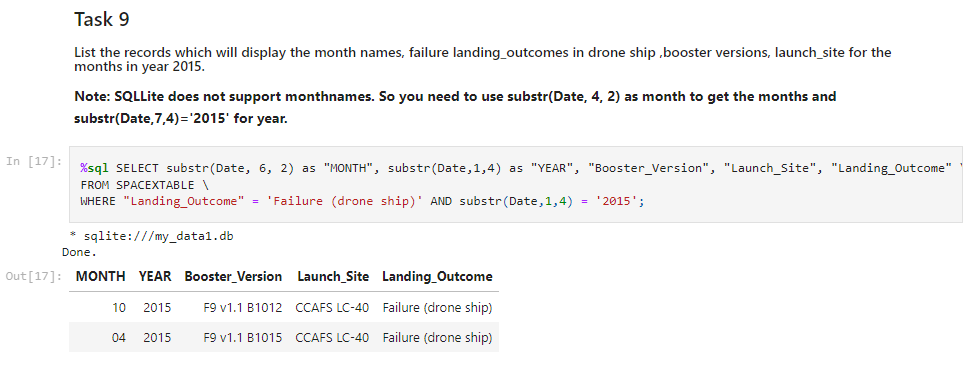 Task 9
List the records which will display the month names, failure landing_outcomes in drone ship ,booster versions, launch_site for the
months in year 2015.
Note: SQLLite does not support monthnames. So you need to use substr(Date, 4, 2) as month to get the months and
substr(Date,7,4)='2015' for year.
In [17]: %sql SELECT substr(Date, 6, 2) as "MONTH", substr(Date,1,4) as "YEAR", "Booster_Version", "Launch_Site", "Landing_Outcome" \
FROM SPACEXTABLE \
WHERE "Landing_Outcome" = 'Failure (drone ship)' AND substr(Date,1,4) = '2015';
* sqlite:///my_data1.db
Done.
Out[17]: MONTH YEAR Booster_Version Launch_Site Landing_Outcome
10 2015 F9 v1.1 B1012 CCAFS LC-40 Failure (drone ship)
04 2015 F9 v1.1 B1015 CCAFS LC-40 Failure (drone ship)